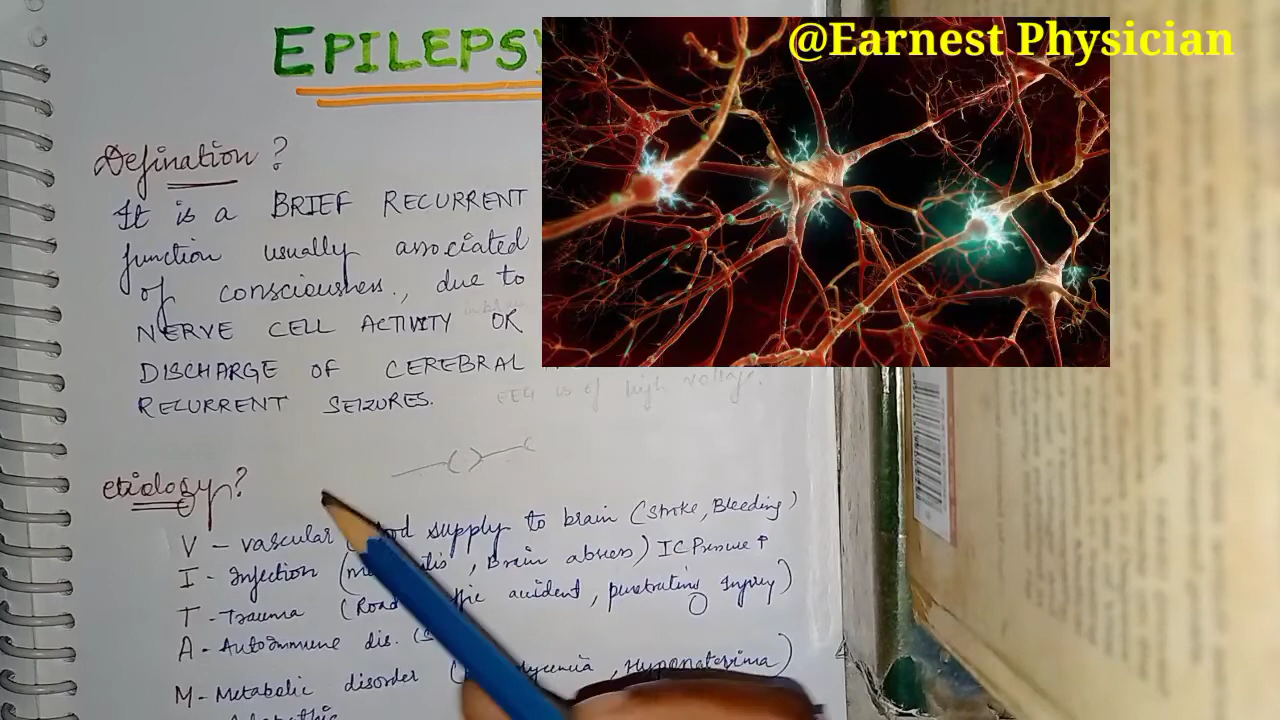 EPILEPSY
@Earnest Physician
Defination ?
It is a BRIEF RECURRENT
function usually associated
of consciousness., due to
NERVE CELL ACTIVITY OR
DISCHARGE OF CEREBRAL
RECURRENT SEIZURES. EEG is of high voltage.
etiology?
V - vascular supply to brain (stroke, Bleeding)
I - Infection , Brain abscess) IC Pressure ↑
T - Trauma (Road accident, penetrating Injury)
A - Autoimmune dis.
M - Metabolic disorder , Hyponatremia)